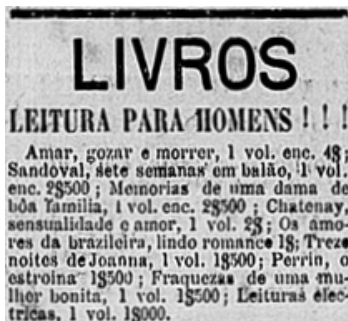 LIVROS
LEITURA PARA HOMENS ! ! !
Amar, gozar e morrer, 1 vol. enc. 4$;
Sandoval, sete semanas em balão, 1 vol.
enc. 2$500 ; Memorias de uma dama de
bôa familia, 1 vol. enc. 2$500 ; Chatenay,
sensualidade e amor, 1 vol. 2$ ; Os amo-
res da brazileira, lindo romance 1$; Treze
noites de Joanna, 1 vol. 1$500 ; Perrin, o
estroina 1$500 ; Fraquezas de uma mu-
lher bonita, 1 vol. 1$500 ; Leituras elec-
tricas, 1 vol. 1$000.